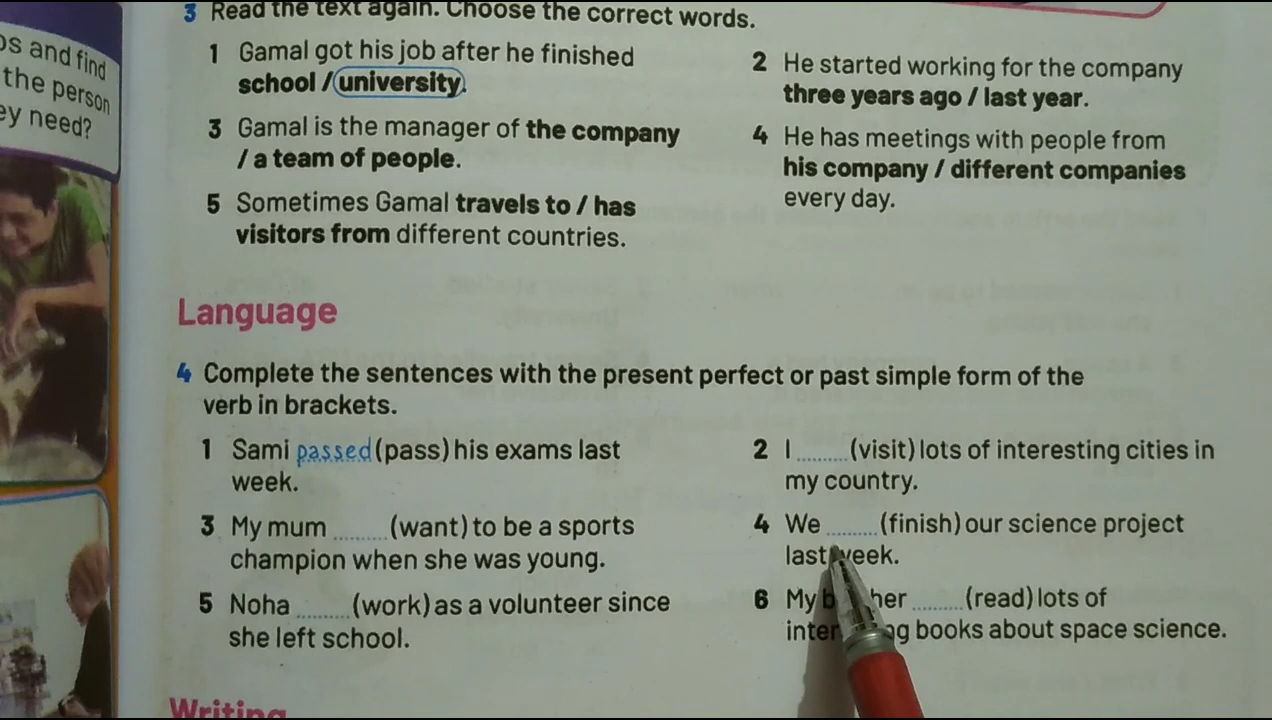 os and find
the person
ey need?
3 Read the text again. Choose the correct words.
1 Gamal got his job after he finished
school / university.
2 He started working for the company
three years ago / last year.
3 Gamal is the manager of the company
/ a team of people.
4 He has meetings with people from
his company / different companies
every day.
5 Sometimes Gamal travels to / has
visitors from different countries.
Language
4 Complete the sentences with the present perfect or past simple form of the
verb in brackets.
1 Sami passed (pass) his exams last
week.
2 I ........ (visit) lots of interesting cities in
my country.
3 My mum ........ (want) to be a sports
champion when she was young.
4 We ........ (finish) our science project
last week.
5 Noha ........ (work) as a volunteer since
she left school.
6 My ........ (read) lots of
books about space science.
Writing